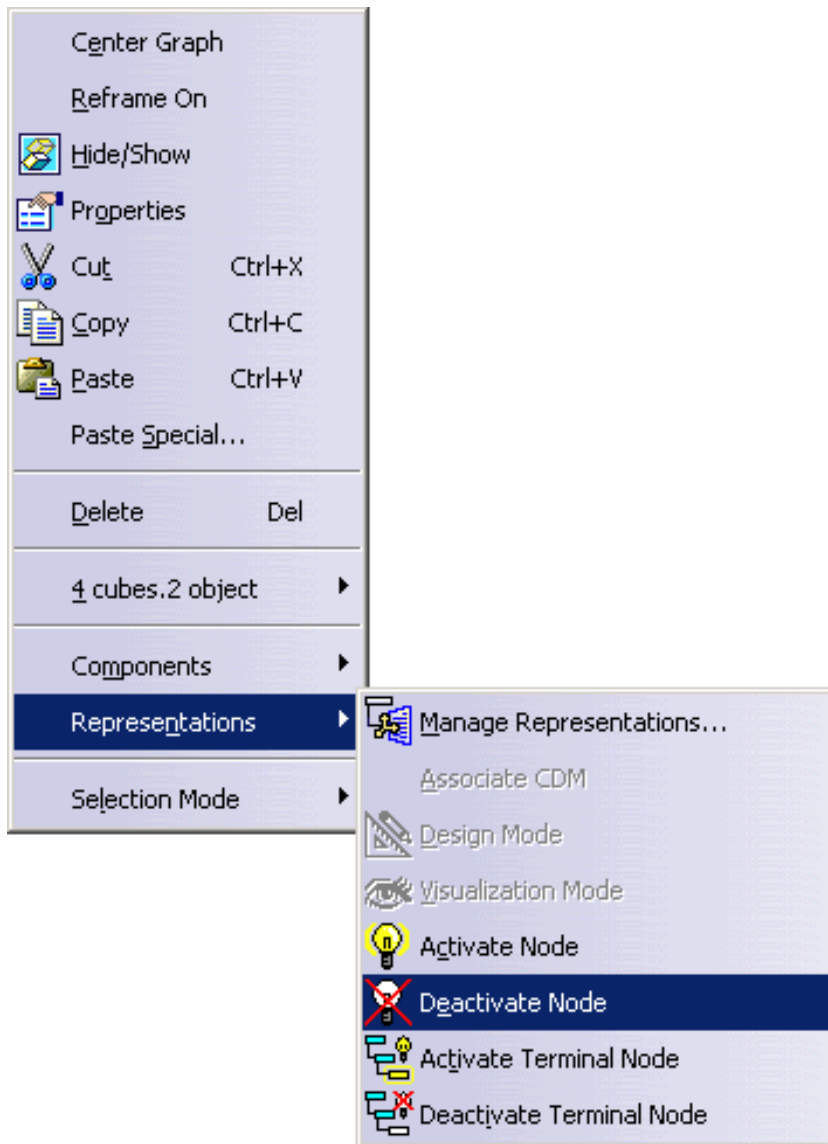 Center Graph
Reframe On
Hide/Show
Properties
Cut Ctrl+X
Copy Ctrl+C
Paste Ctrl+V
Paste Special...
Delete Del
4 cubes.2 object
Components
Representations
Selection Mode
Manage Representations...
Associate CDM
Design Mode
Visualization Mode
Activate Node
Deactivate Node
Activate Terminal Node
Deactivate Terminal Node